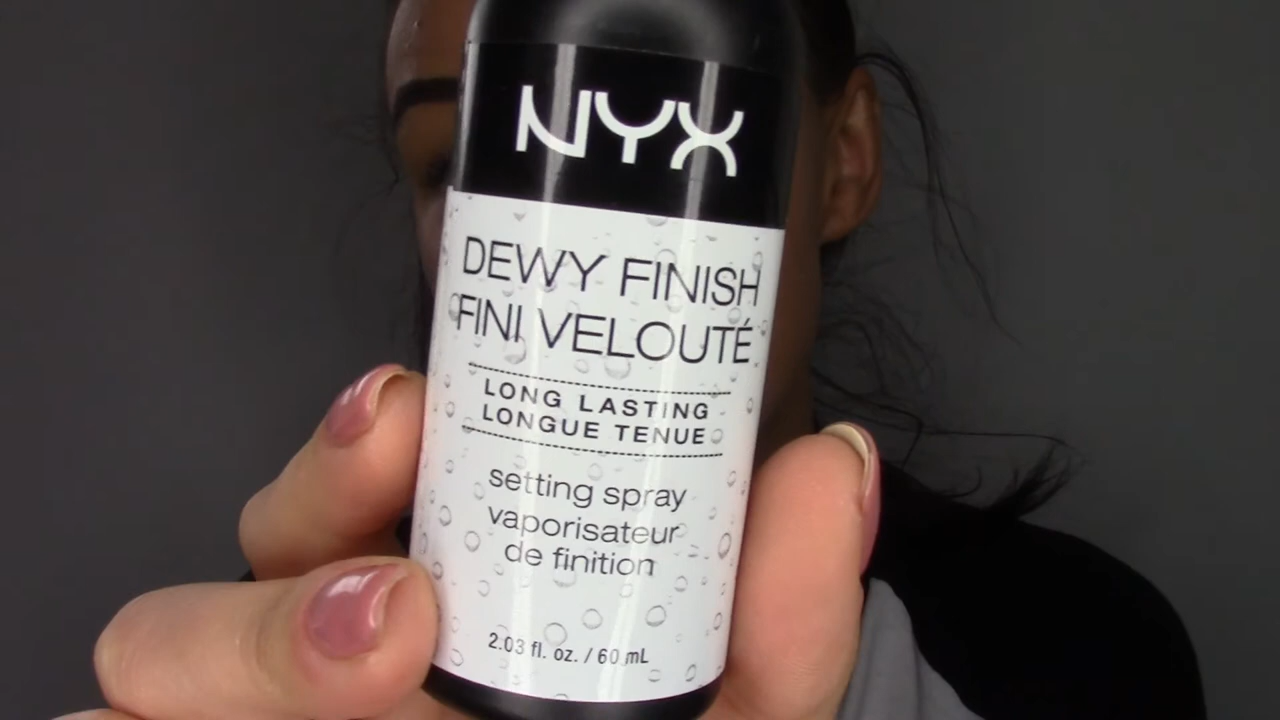 NYX
DEWY FINISH
FINI VELOUTÉ
LONG LASTING
LONGUE TENUE
setting spray
vaporisateur
de finition
2.03 fl. oz. / 60 mL